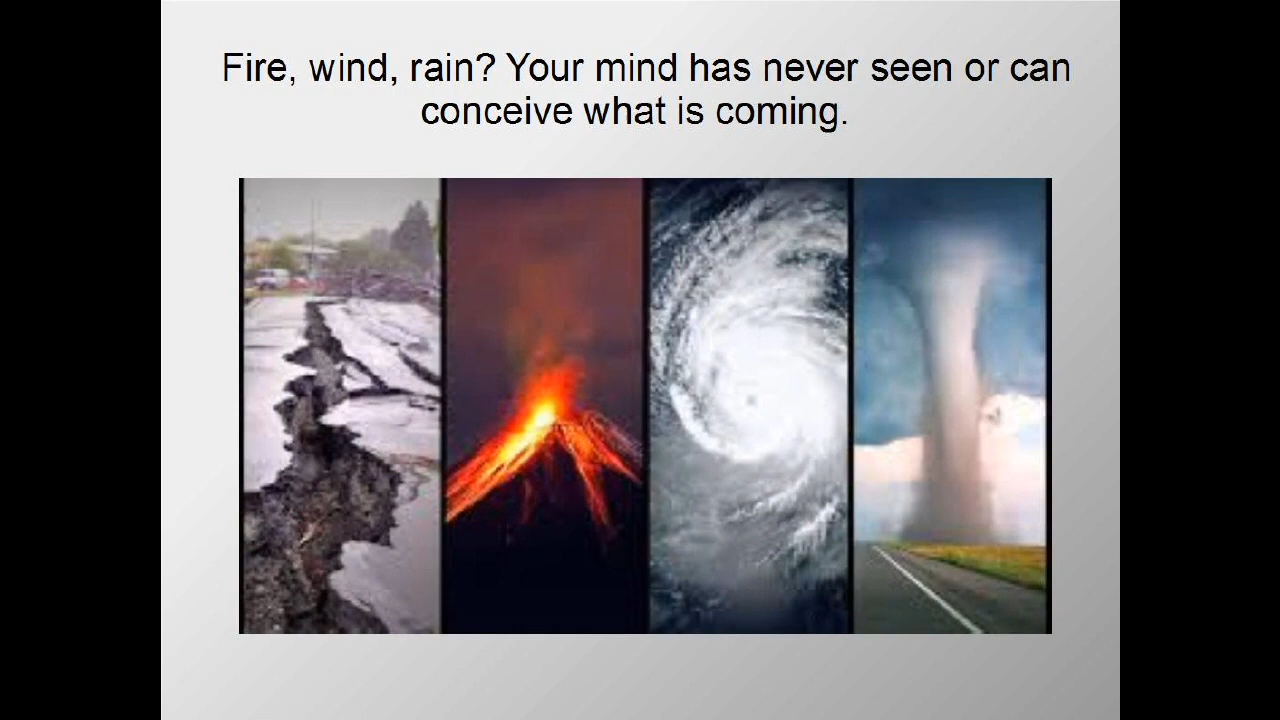 Fire, wind, rain? Your mind has never seen or can
conceive what is coming.